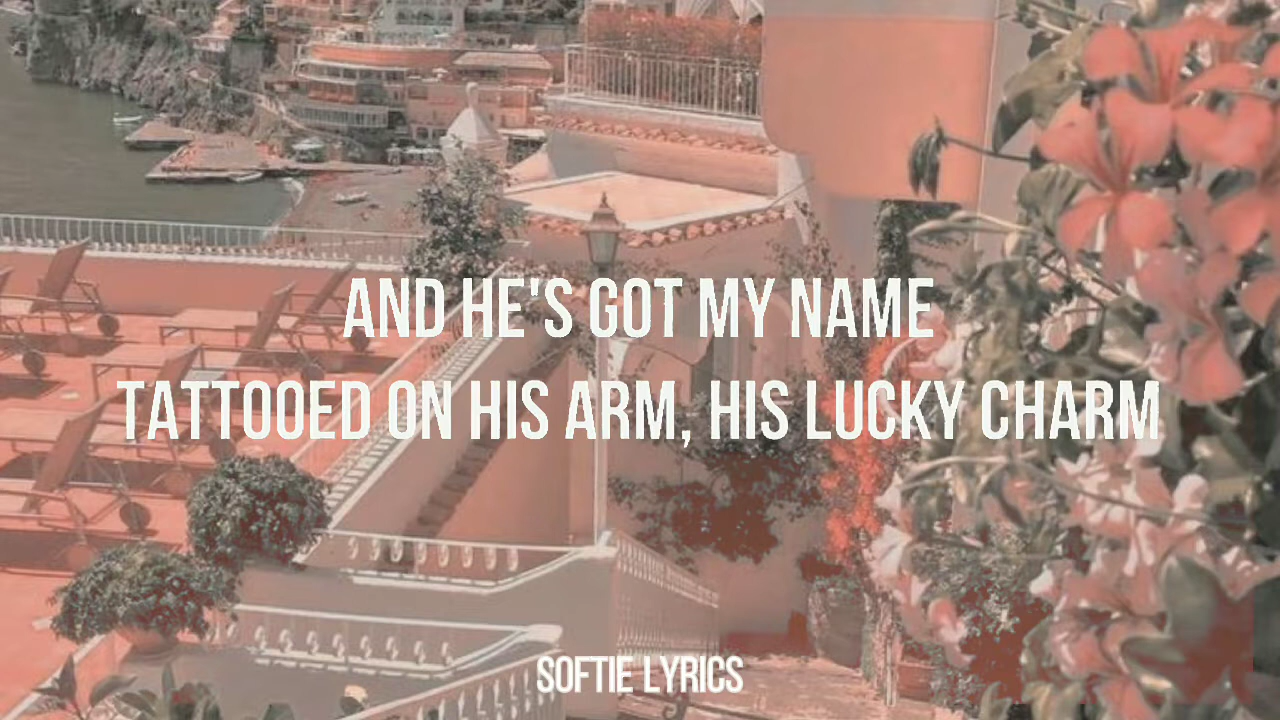 AND HE'S GOT MY NAME
TATTOOED ON HIS ARM, HIS LUCKY CHARM
SOFTIE LYRICS